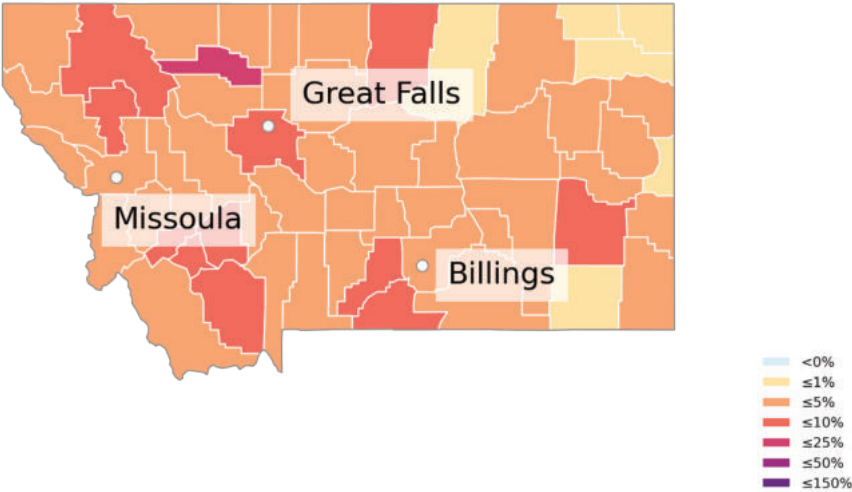 Great Falls
Missoula
Billings
<0%
≤1%
≤5%
≤10%
≤25%
≤50%
≤150%